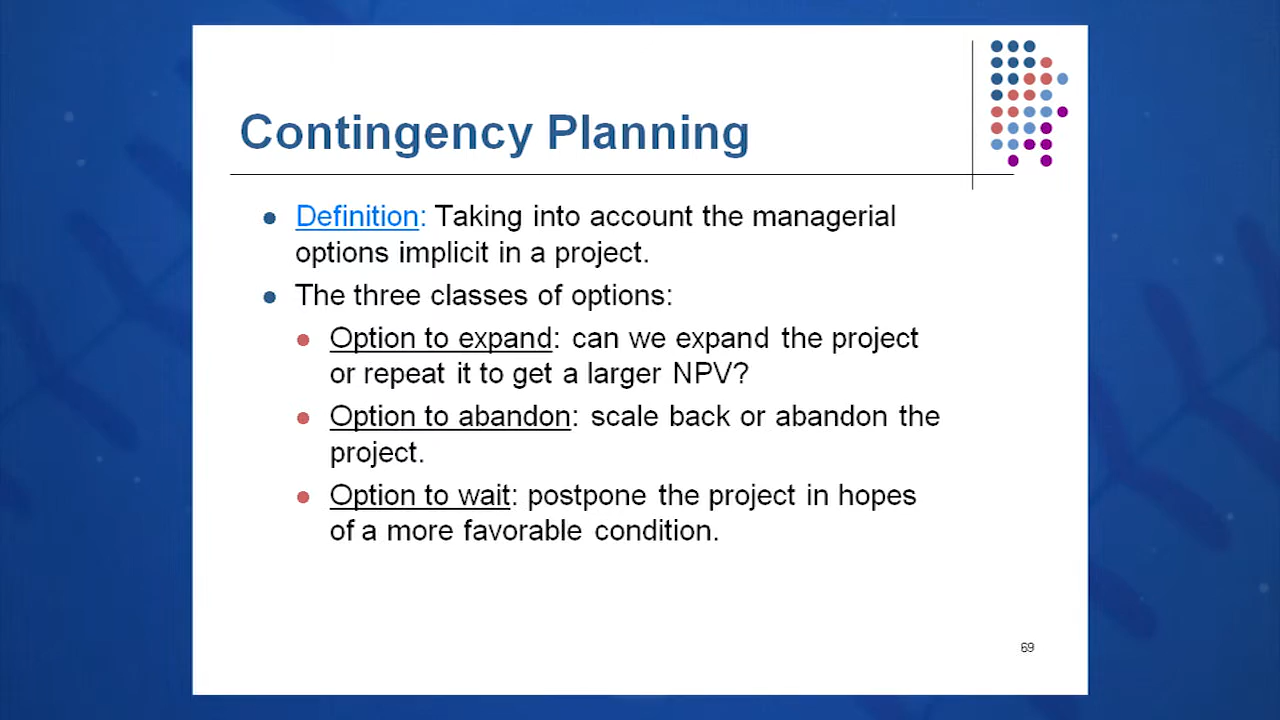 Contingency Planning
Definition: Taking into account the managerial
options implicit in a project.
The three classes of options:
Option to expand: can we expand the project
or repeat it to get a larger NPV?
Option to abandon: scale back or abandon the
project.
Option to wait: postpone the project in hopes
of a more favorable condition.
69